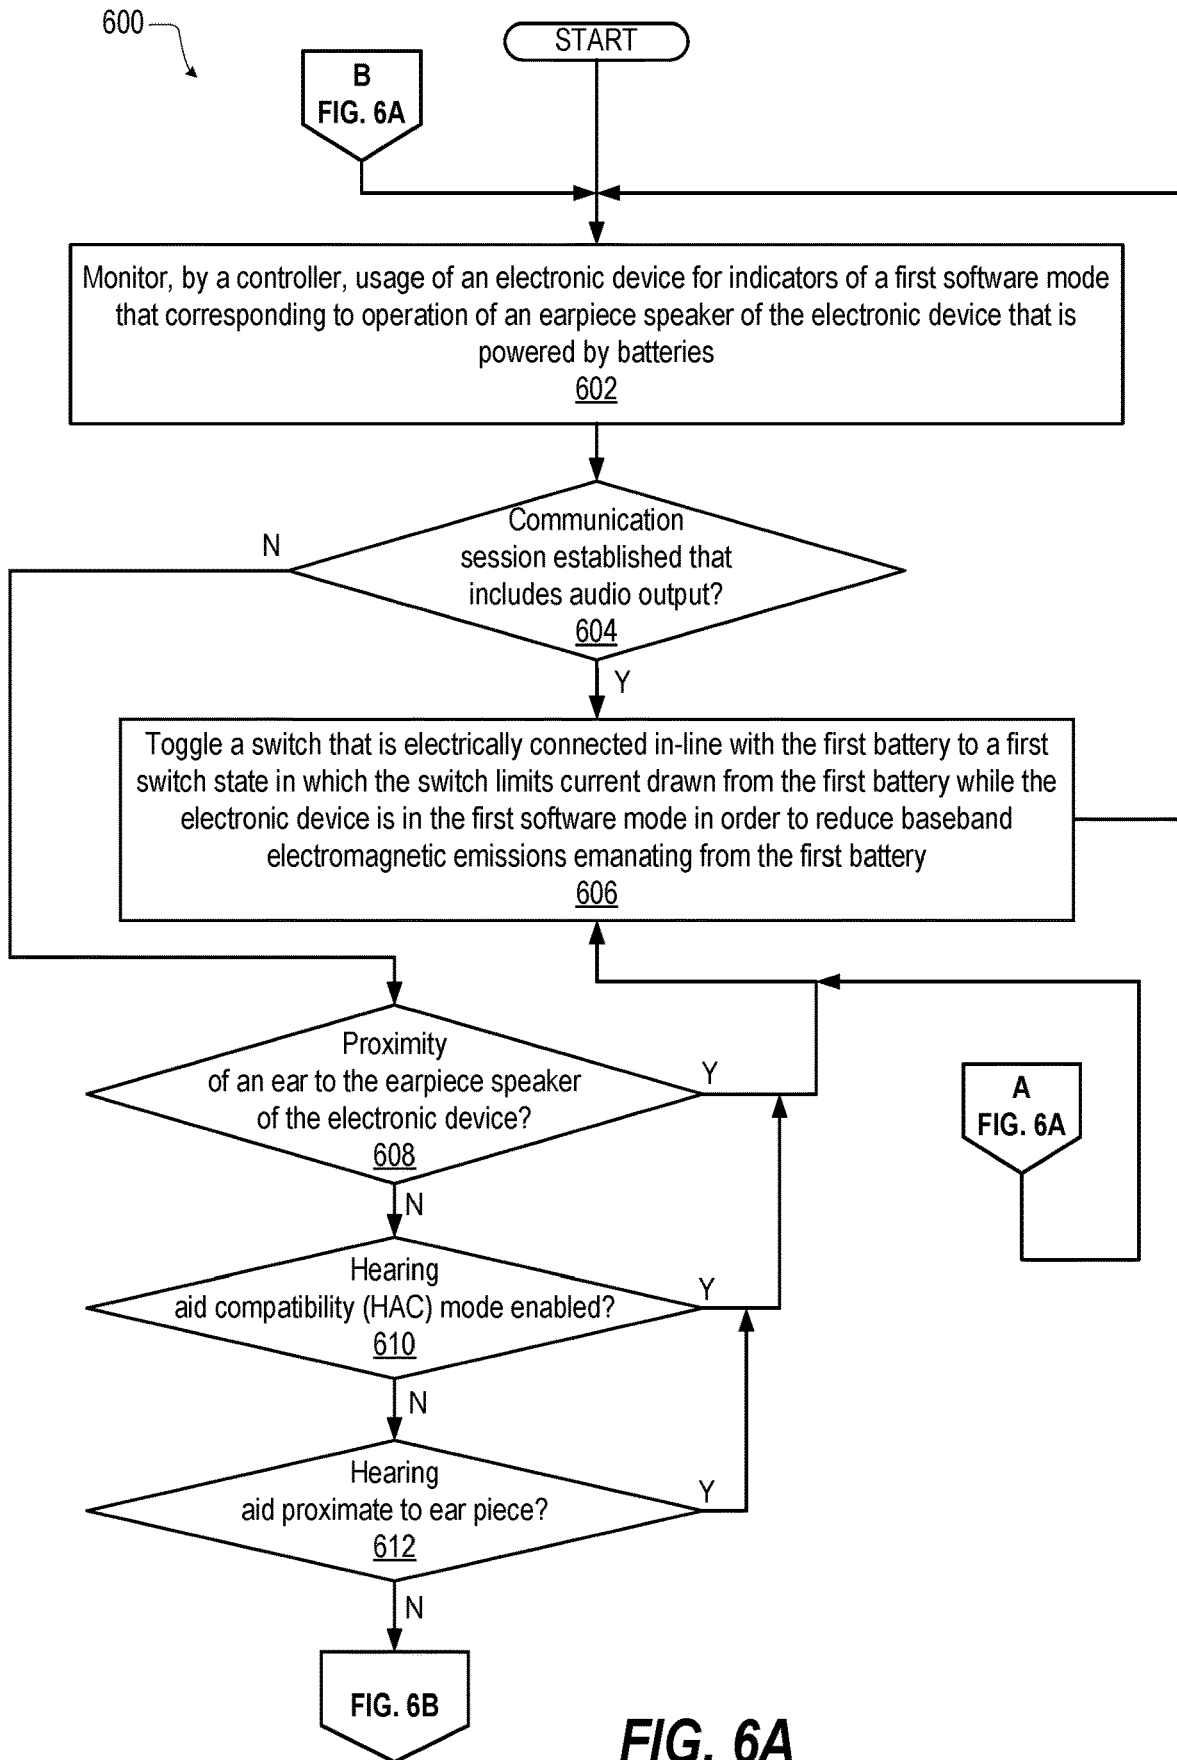 600
START
B
FIG. 6A
Monitor, by a controller, usage of an electronic device for indicators of a first software mode
that corresponding to operation of an earpiece speaker of the electronic device that is
powered by batteries
602
Communication
session established that
includes audio output?
604
N
Y
Toggle a switch that is electrically connected in-line with the first battery to a first
switch state in which the switch limits current drawn from the first battery while the
electronic device is in the first software mode in order to reduce baseband
electromagnetic emissions emanating from the first battery
606
Proximity
of an ear to the earpiece speaker
of the electronic device?
608
Y
N
A
FIG. 6A
Hearing
aid compatibility (HAC) mode enabled?
610
Y
N
Hearing
aid proximate to ear piece?
612
Y
N
FIG. 6B
FIG. 6A